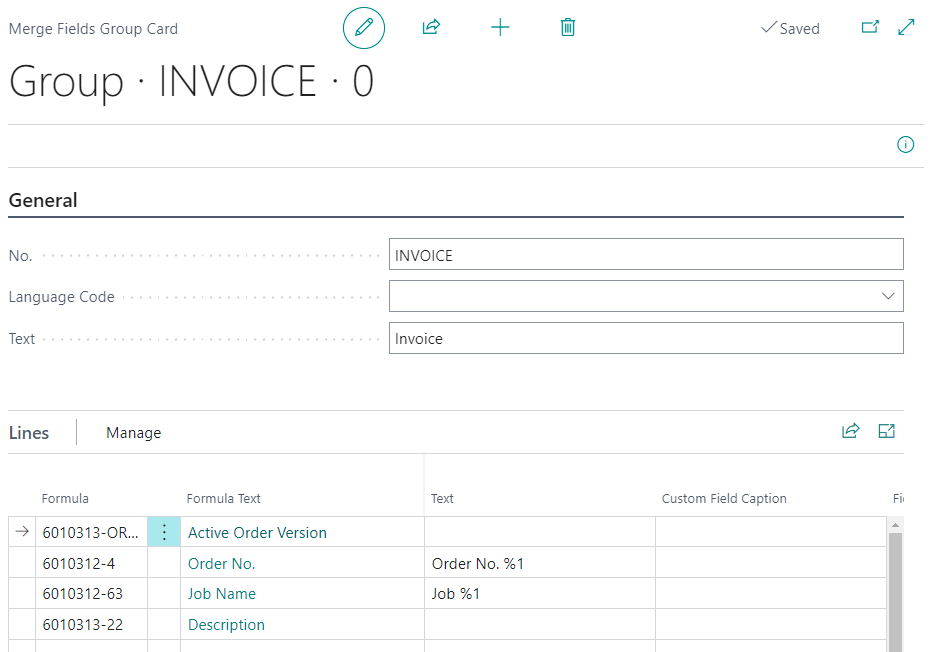 Merge Fields Group Card
Saved
Group · INVOICE · 0
General
No. INVOICE
Language Code
Text Invoice
Lines Manage
Formula Formula Text Text Custom Field Caption
6010313-OR... Active Order Version
6010312-4 Order No. Order No. %1
6010312-63 Job Name Job %1
6010313-22 Description